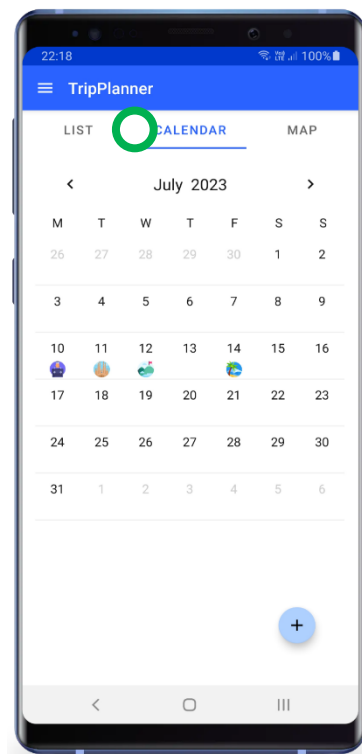 22:18 100%
TripPlanner
LIST CALENDAR MAP
July 2023
M T W T F S S
26 27 28 29 30 1 2
3 4 5 6 7 8 9
10 11 12 13 14 15 16
17 18 19 20 21 22 23
24 25 26 27 28 29 30
31 1 2 3 4 5 6
+